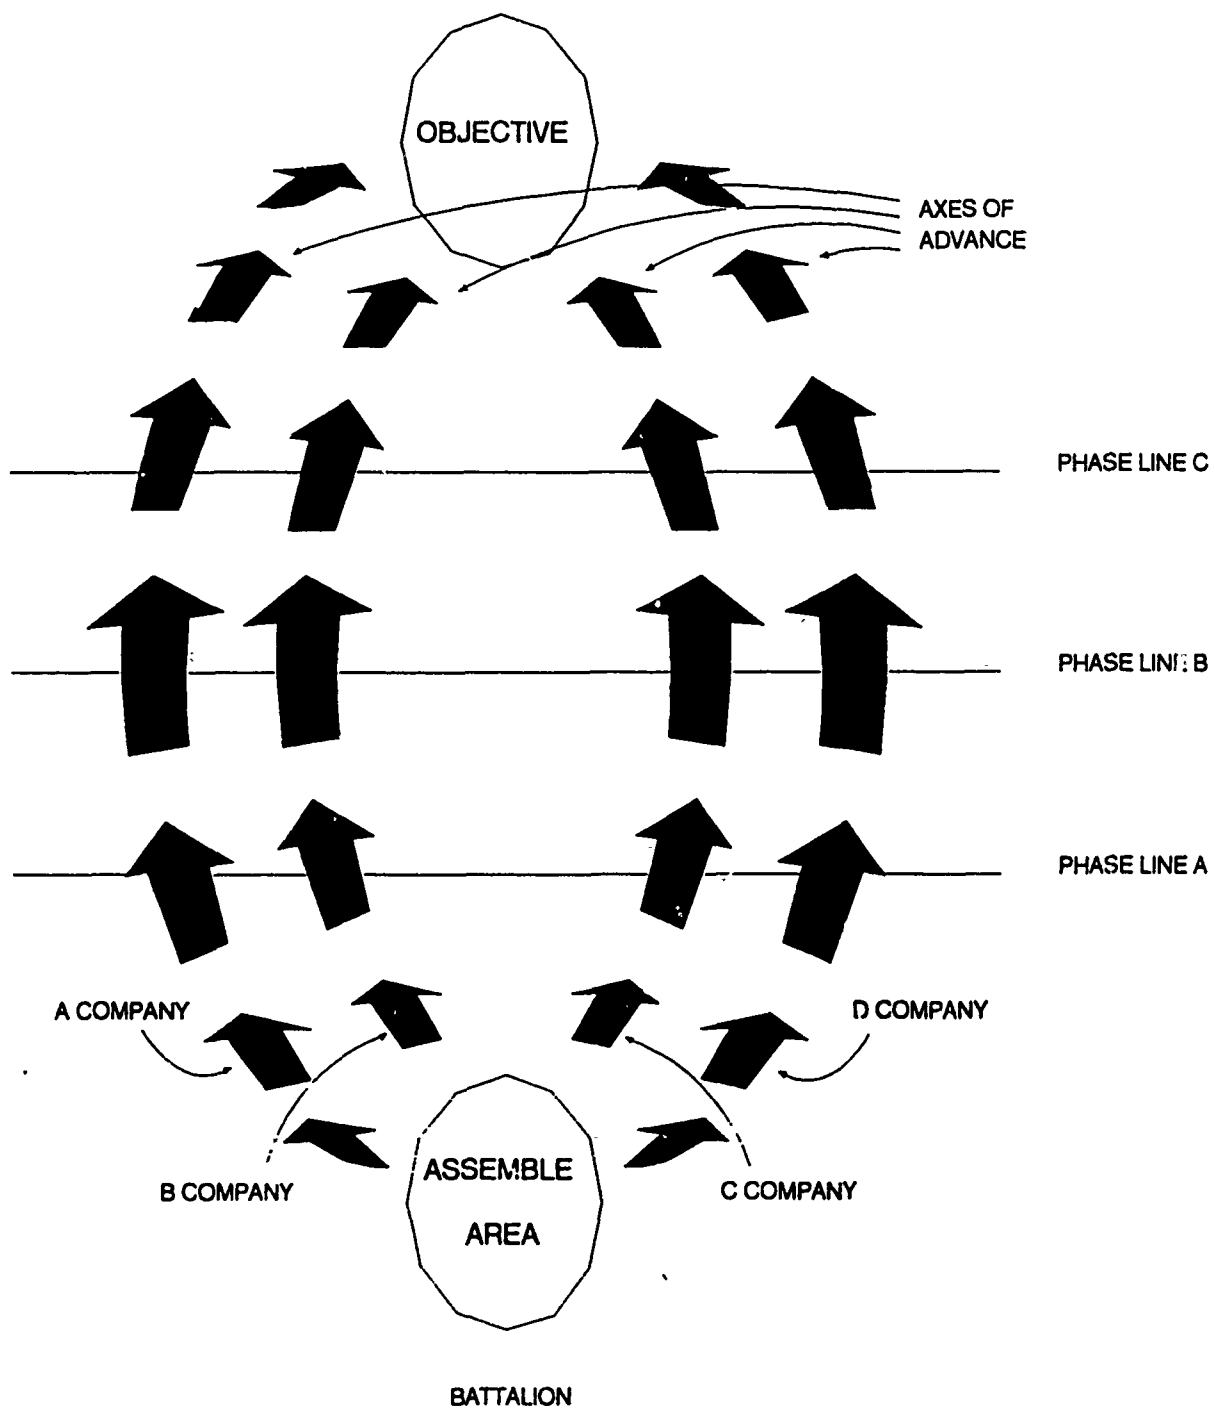 OBJECTIVE
AXES OF
ADVANCE
PHASE LINE C
PHASE LINE B
PHASE LINE A
A COMPANY
D COMPANY
ASSEMBLE
AREA
B COMPANY
C COMPANY
BATTALION